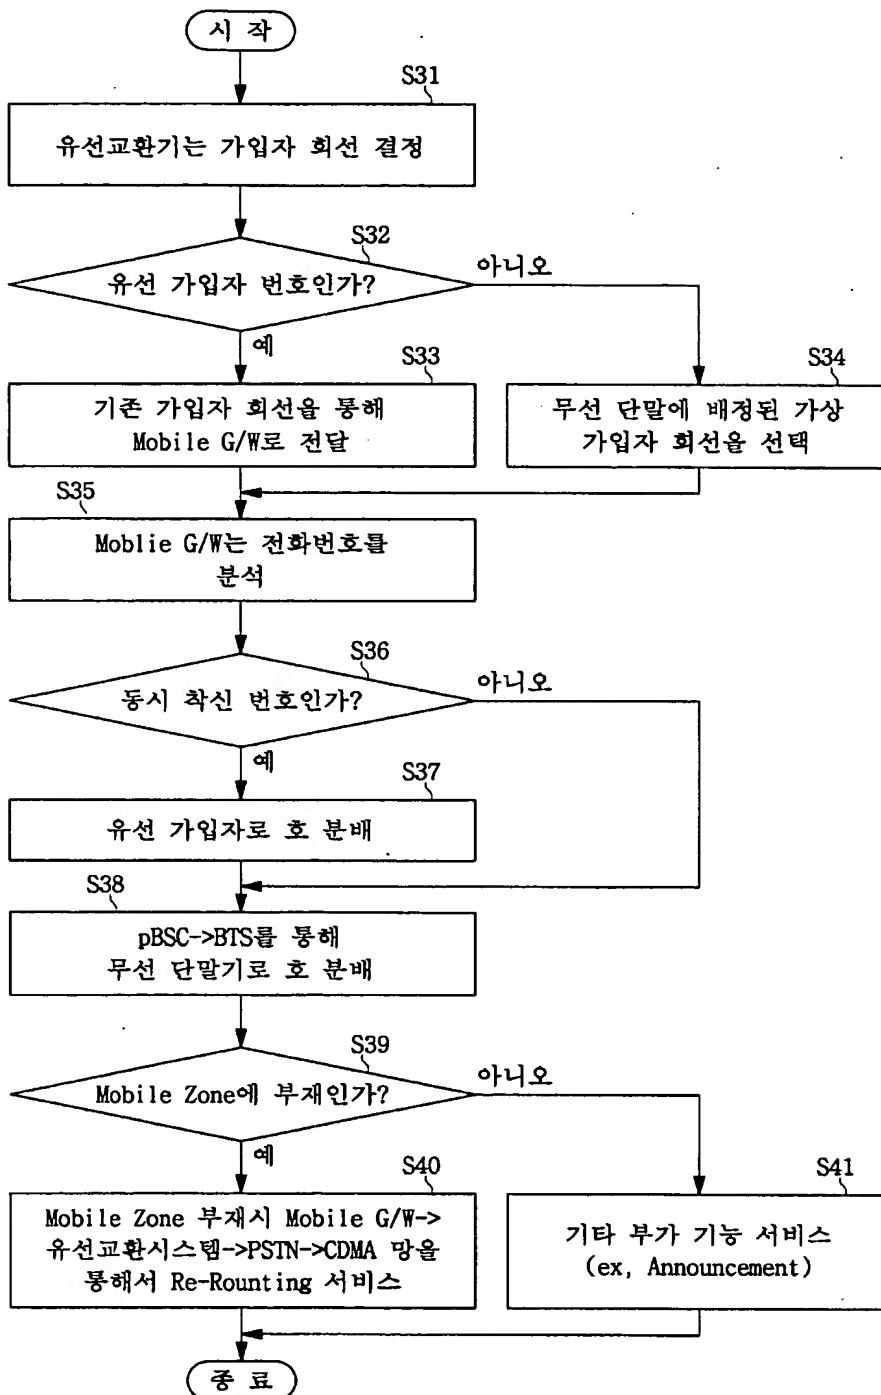 시 작
S31
유선교환기는 가입자 회선 결정
S32
유선 가입자 번호인가?
아니오
예
S33
기존 가입자 회선을 통해
Mobile G/W로 전달
S34
무선 단말에 배정된 가상
가입자 회선을 선택
S35
Moblie G/W는 전화번호를
분석
S36
동시 착신 번호인가?
아니오
예
S37
유선 가입자로 호 분배
S38
pBSC->BTS를 통해
무선 단말기로 호 분배
S39
Mobile Zone에 부재인가?
아니오
예
S40
Mobile Zone 부재시 Mobile G/W->
유선교환시스템->PSTN->CDMA 망을
통해서 Re-Rounting 서비스
S41
기타 부가 기능 서비스
(ex, Announcement)
종 료